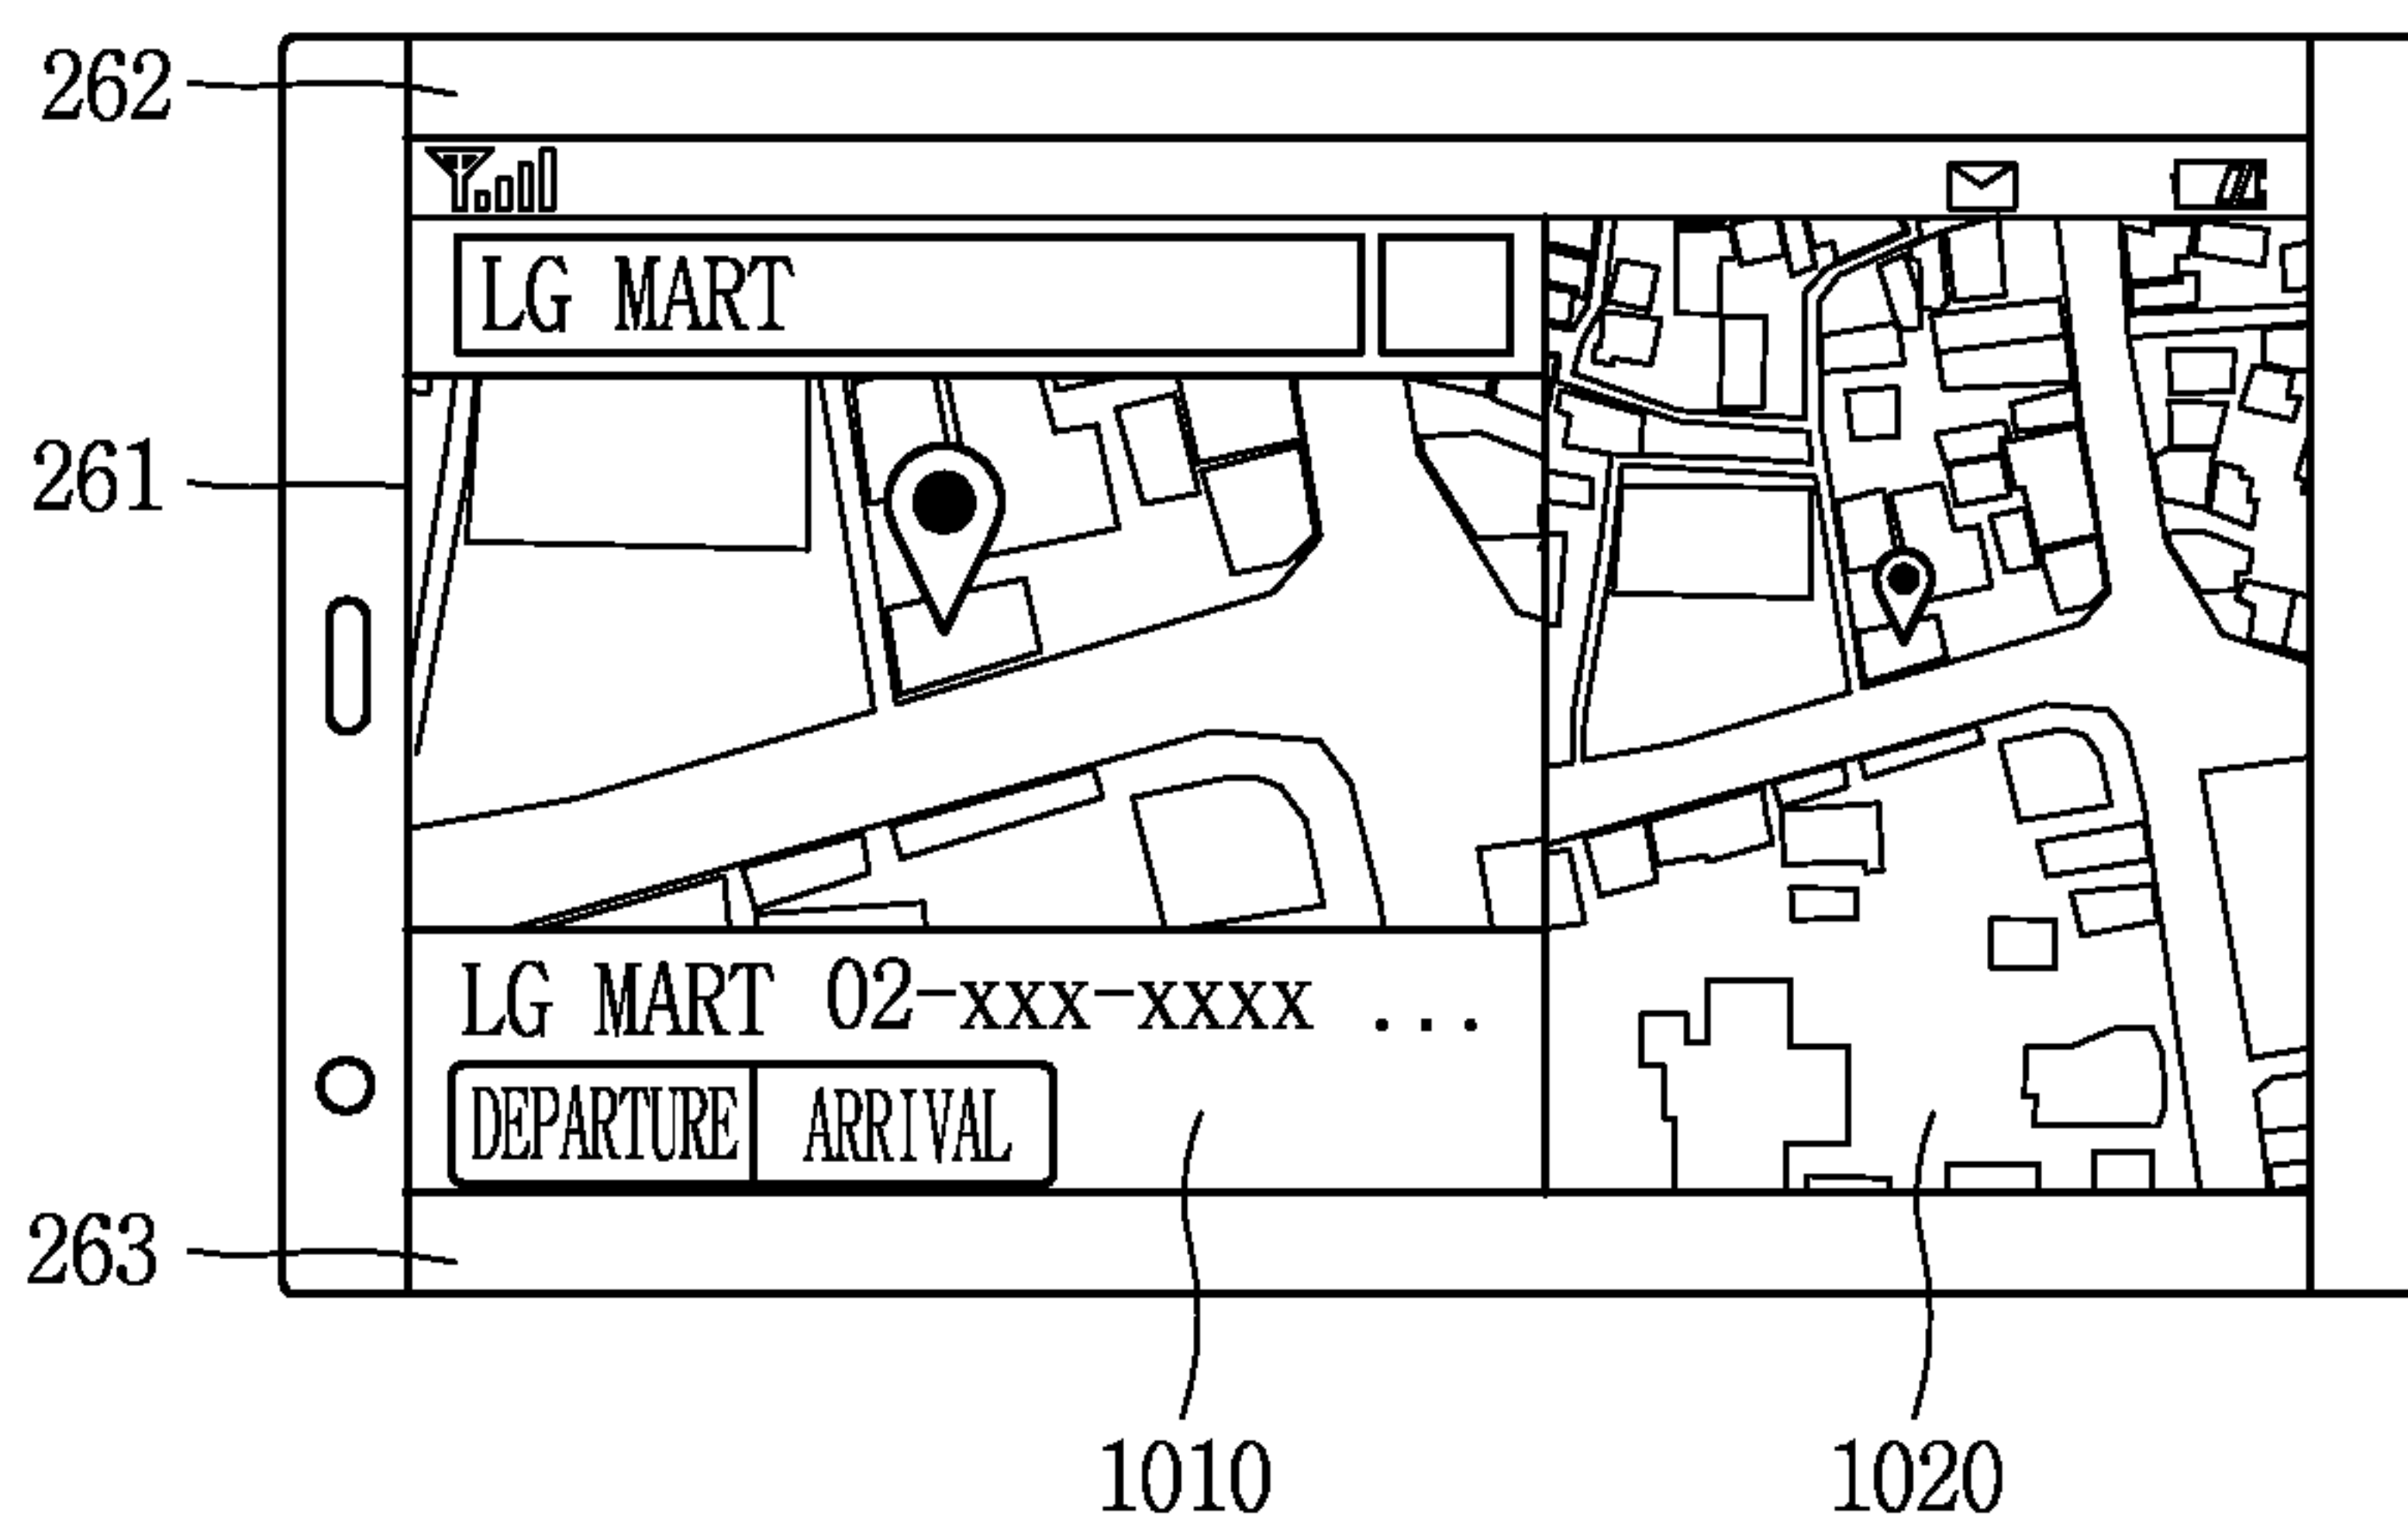 262
LG MART
261
LG MART 02-xxx-xxxx ...
DEPARTURE ARRIVAL
263
1010 1020